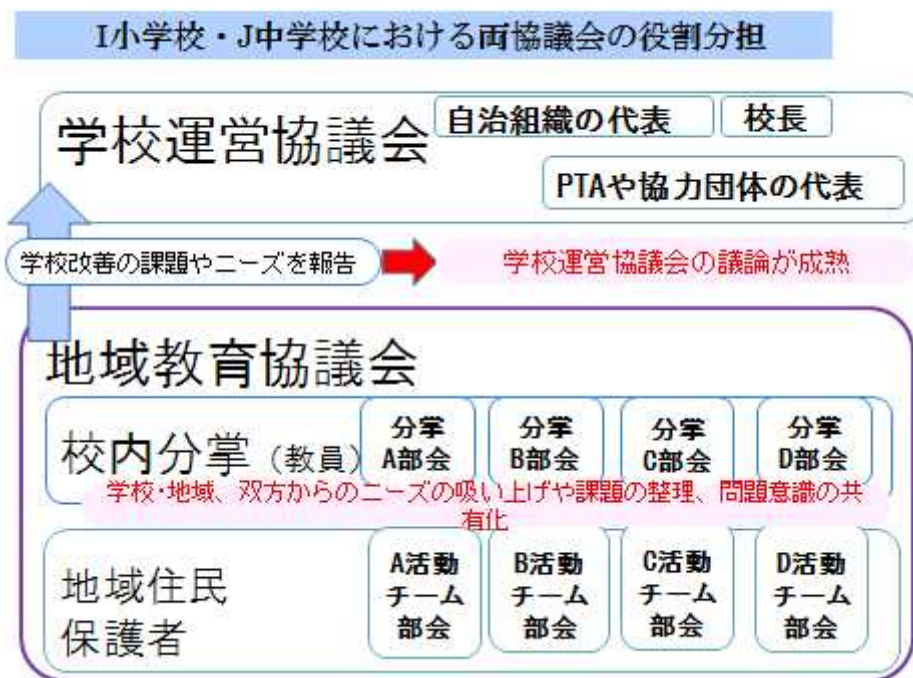 I小学校・J中学校における両協議会の役割分担
学校運営協議会
自治組織の代表
校長
PTAや協力団体の代表
学校改善の課題やニーズを報告
学校運営協議会の議論が成熟
地域教育協議会
校内分掌（教員）
分掌
A部会
分掌
B部会
分掌
C部会
分掌
D部会
学校・地域、双方からのニーズの吸い上げや課題の整理、問題意識の共
有化
地域住民
保護者
A活動
チーム
部会
B活動
チーム
部会
C活動
チーム
部会
D活動
チーム
部会